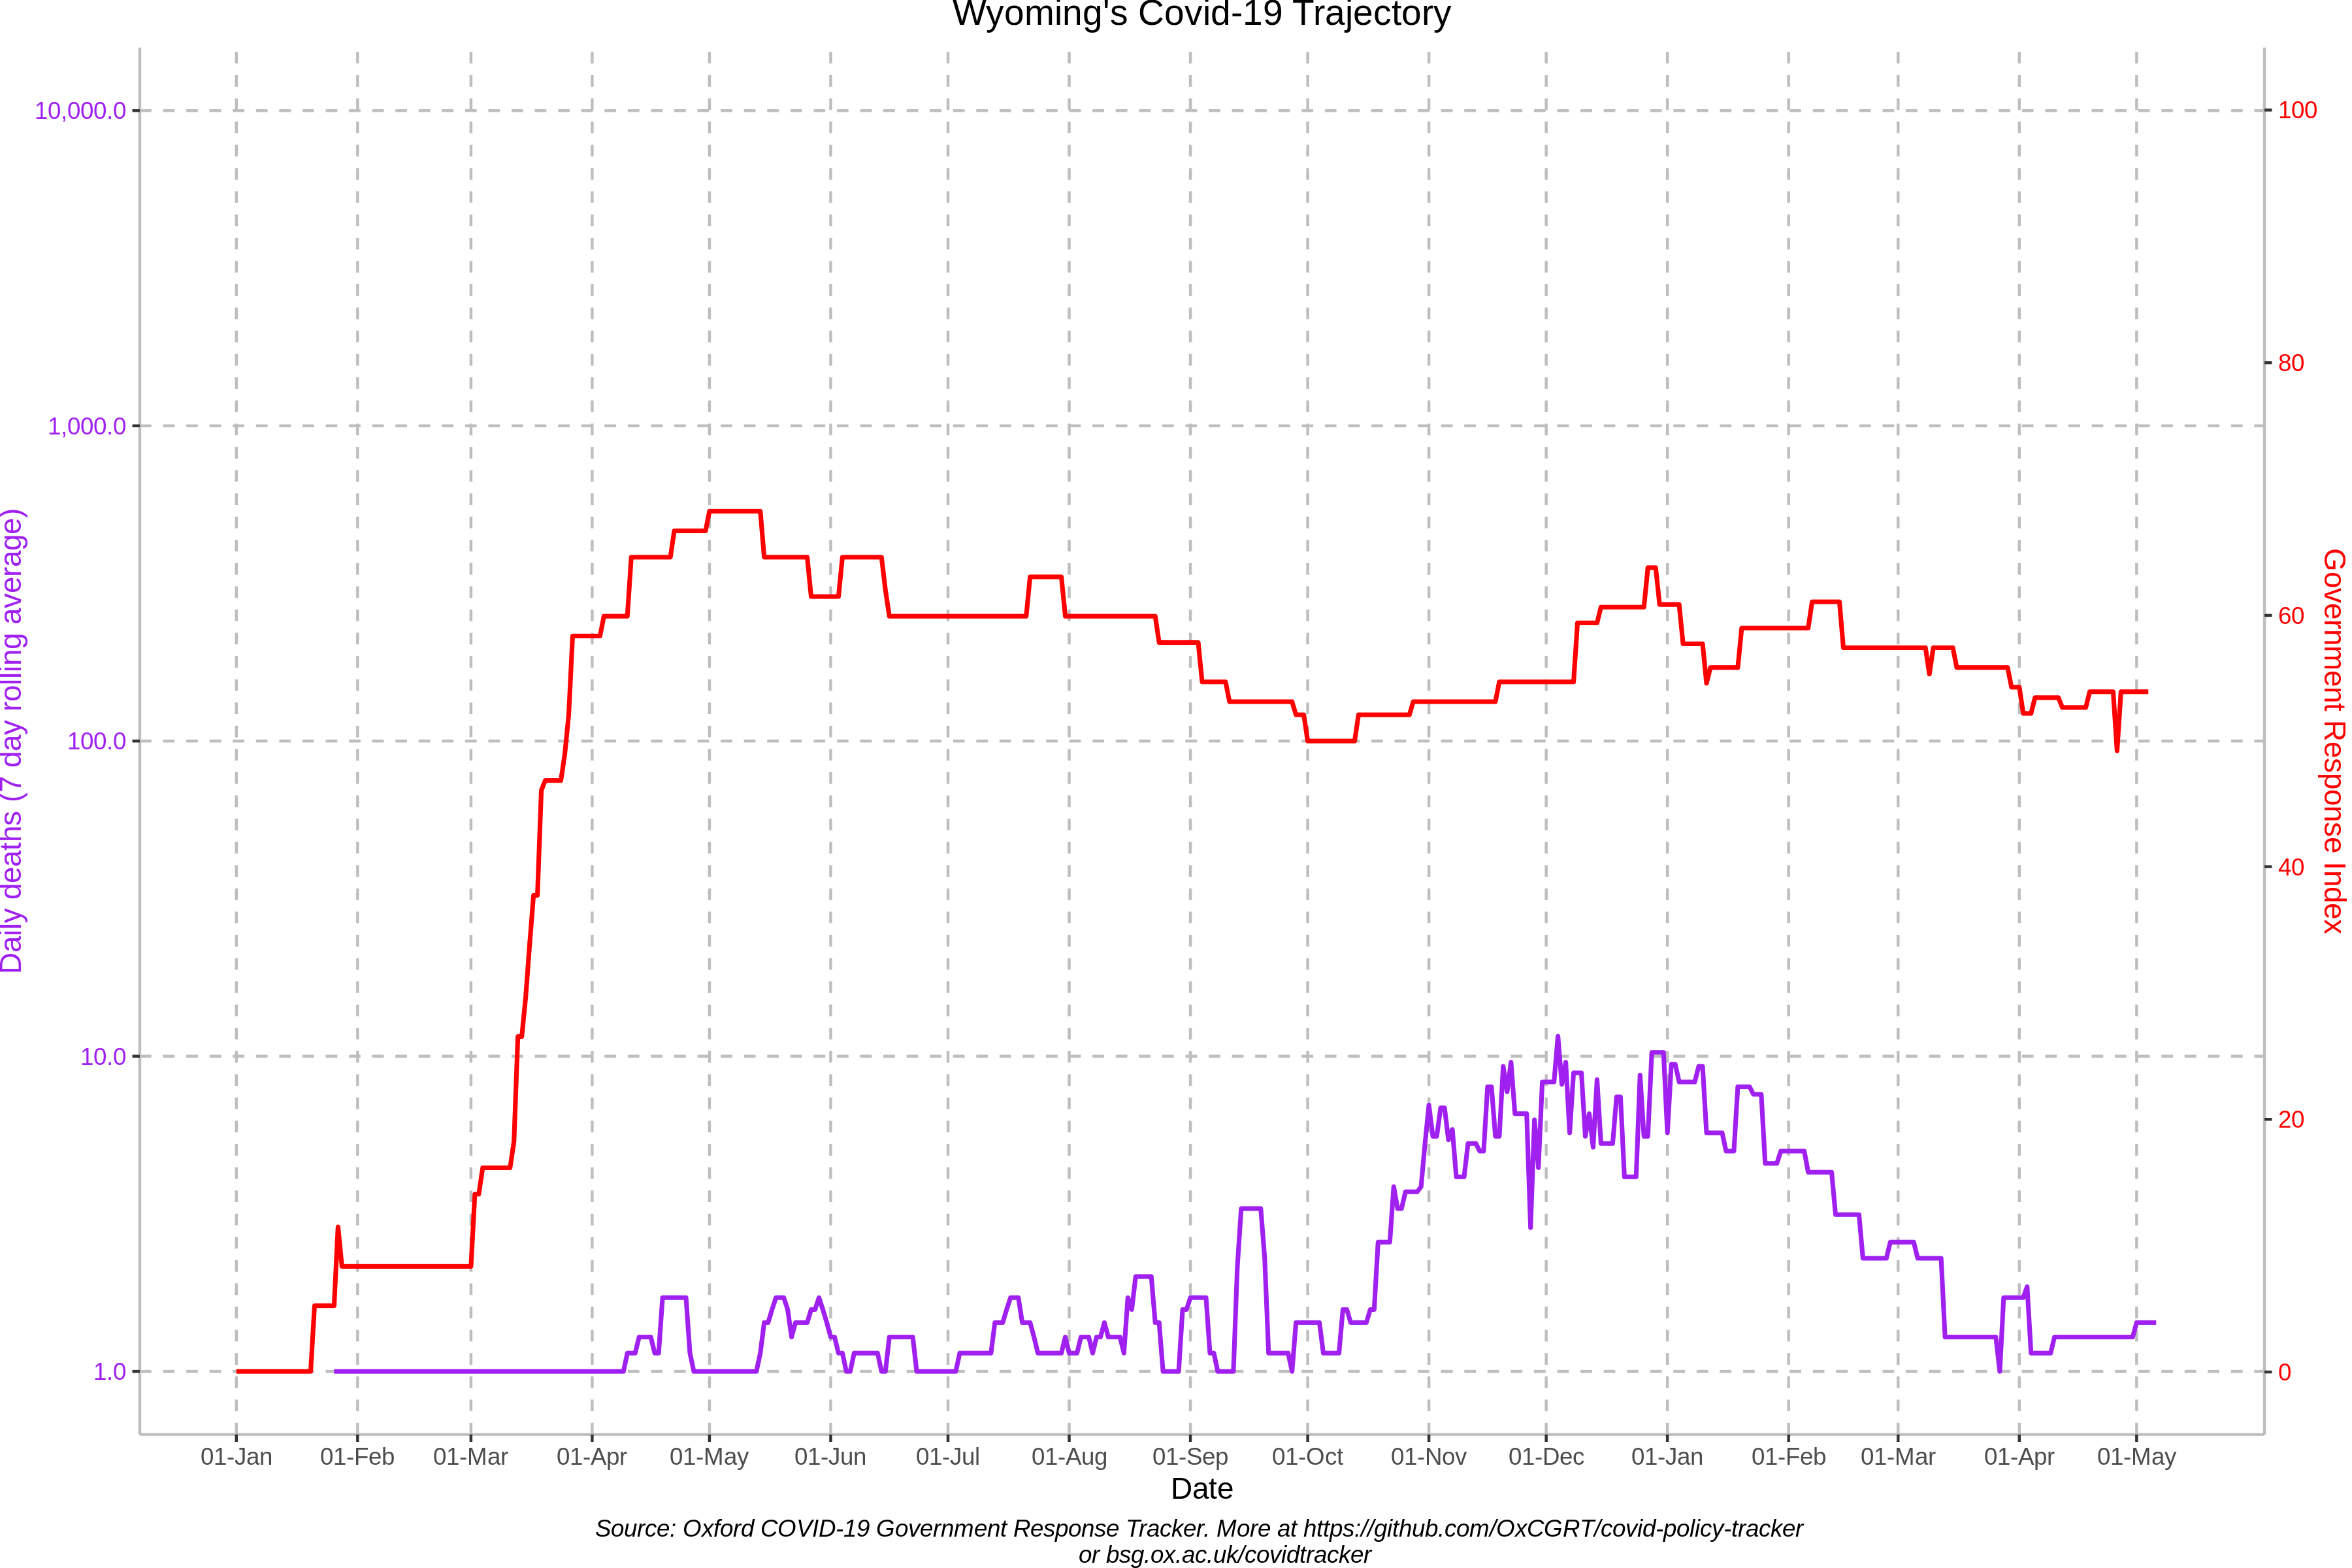 Wyoming's Covid-19 Trajectory
Daily deaths (7 day rolling average)
10,000.0
1,000.0
100.0
10.0
1.0
100
80
60
40
20
0
Government Response Index
01-Jan 01-Feb 01-Mar 01-Apr 01-May 01-Jun 01-Jul 01-Aug 01-Sep 01-Oct 01-Nov 01-Dec 01-Jan 01-Feb 01-Mar 01-Apr 01-May
Date
Source: Oxford COVID-19 Government Response Tracker. More at https://github.com/OxCGRT/covid-policy-tracker
or bsg.ox.ac.uk/covidtracker